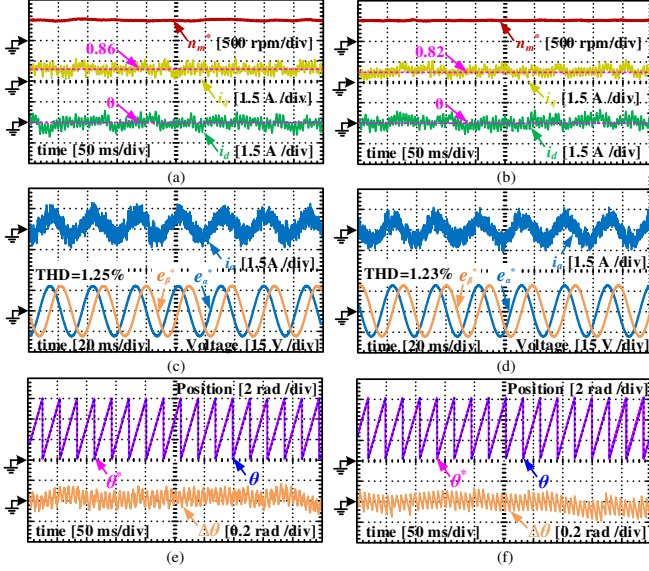 n_m* [500 rpm/div]
0.86
i_q [1.5 A /div]
0
time [50 ms/div] i_d [1.5 A /div]
(a)
n_m* [500 rpm/div]
0.82
i_q [1.5 A /div]
0
time [50 ms/div] i_d [1.5 A /div]
(b)
i_a [1.5A /div]
THD=1.25% e_β* e_α*
time [20 ms/div] Voltage [15 V /div]
(c)
i_a [1.5A /div]
THD=1.23% e_β* e_α*
time [20 ms/div] Voltage [15 V /div]
(d)
Position [2 rad /div]
θ* θ
time [50 ms/div] Δθ [0.2 rad /div]
(e)
Position [2 rad /div]
θ* θ
time [50 ms/div] Δθ [0.2 rad /div]
(f)